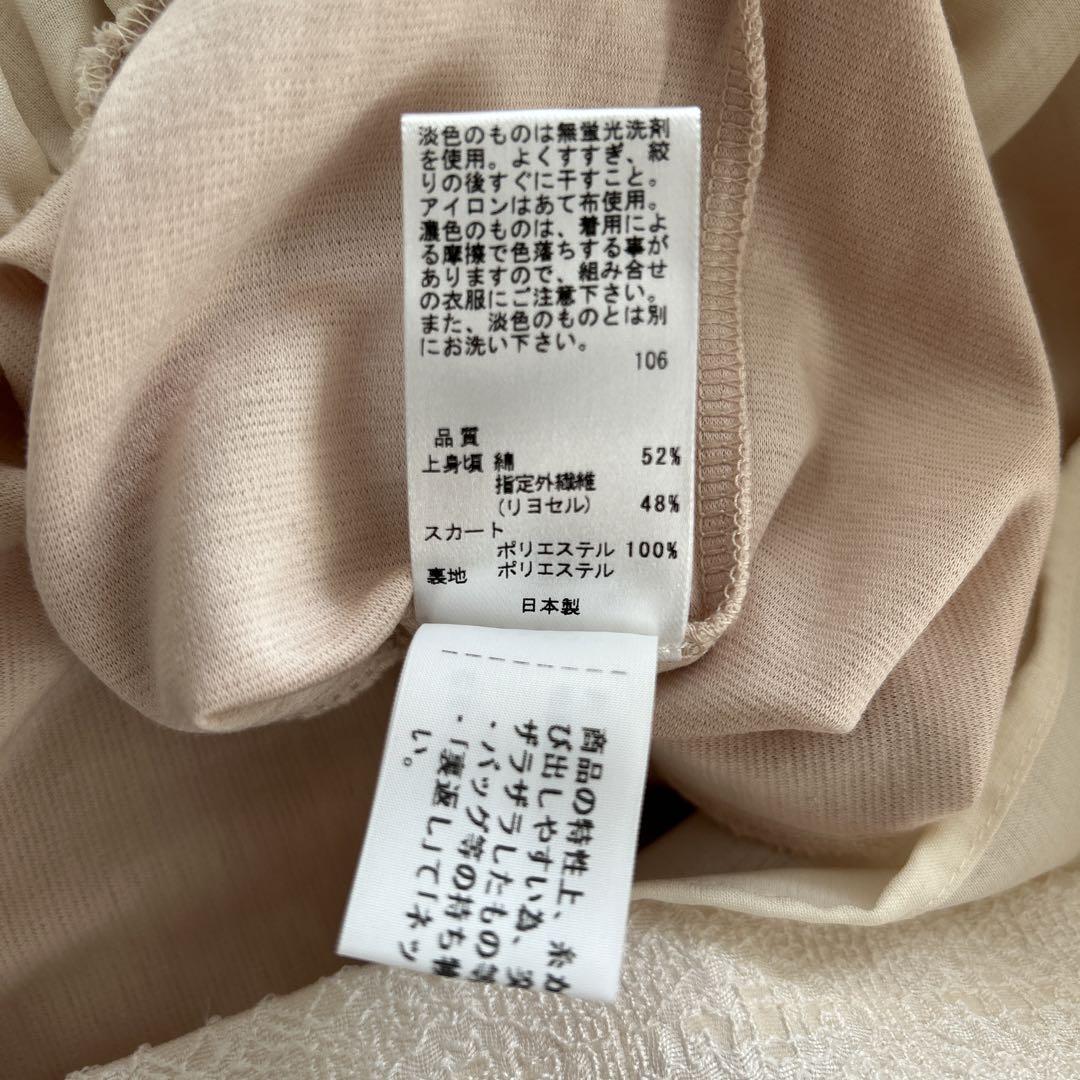 淡色のものは無蛍光洗剤
を使用。よくすすぎ、絞
りの後すぐに干すこと。
アイロンはあて布使用。
濃色のものは、着用によ
る摩擦で色落ちする事が
ありますので、組み合せ
の衣服にご注意下さい。
また、淡色のものとは別
にお洗い下さい。
106
品質
上身頃 綿 52%
指定外繊維
(リヨセル) 48%
スカート
ポリエステル 100%
裏地 ポリエステル
日本製
商品の特性上、糸が
び出しやすい為、
ザラザラしたもの等
・バッグ等の持ち物
・「裏返し」て「ネッ
い。